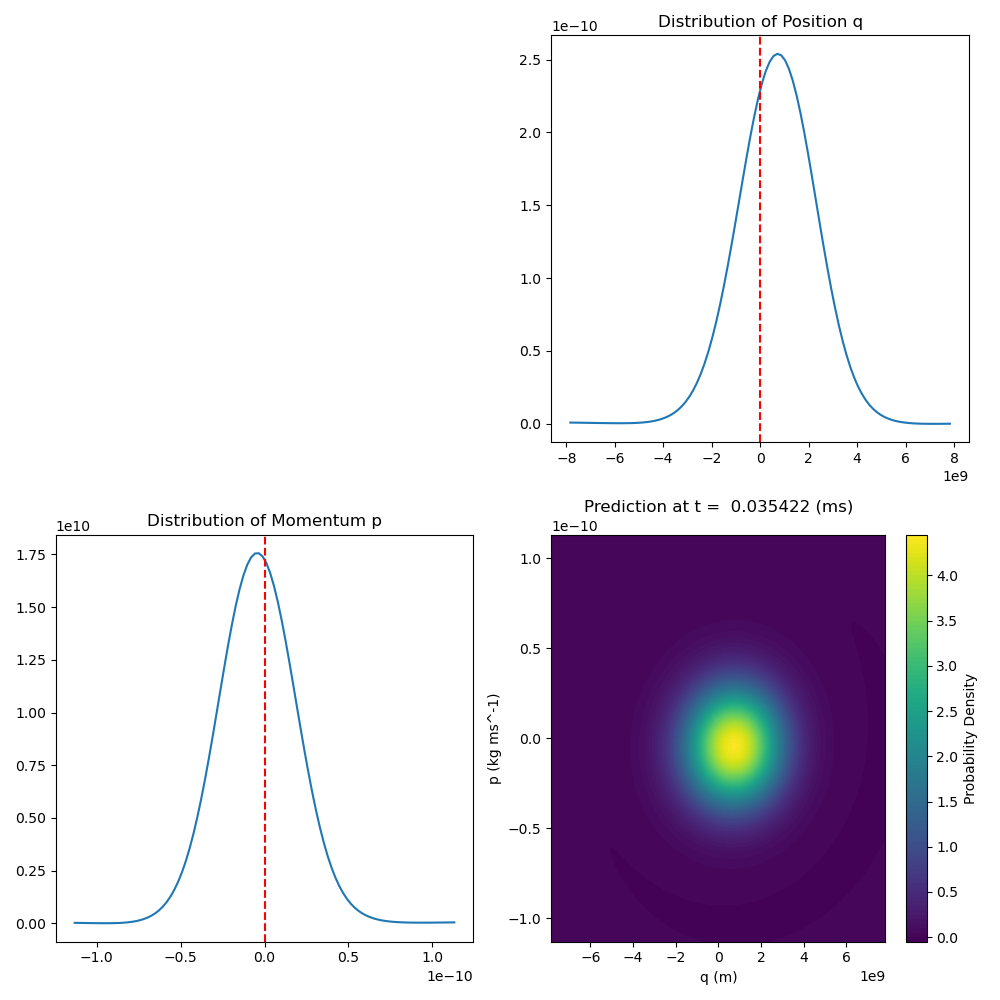 Distribution of Position q
1e−10
2.5
2.0
1.5
1.0
0.5
0.0
−8 −6 −4 −2 0 2 4 6 8
1e9
Distribution of Momentum p
1e10
1.75
1.50
1.25
1.00
0.75
0.50
0.25
0.00
−1.0 −0.5 0.0 0.5 1.0
1e−10
Prediction at t =  0.035422 (ms)
1e−10
1.0
0.5
0.0
−0.5
−1.0
p (kg ms^-1)
−6 −4 −2 0 2 4 6
q (m)
1e9
4.0
3.5
3.0
2.5
2.0
1.5
1.0
0.5
0.0
Probability Density